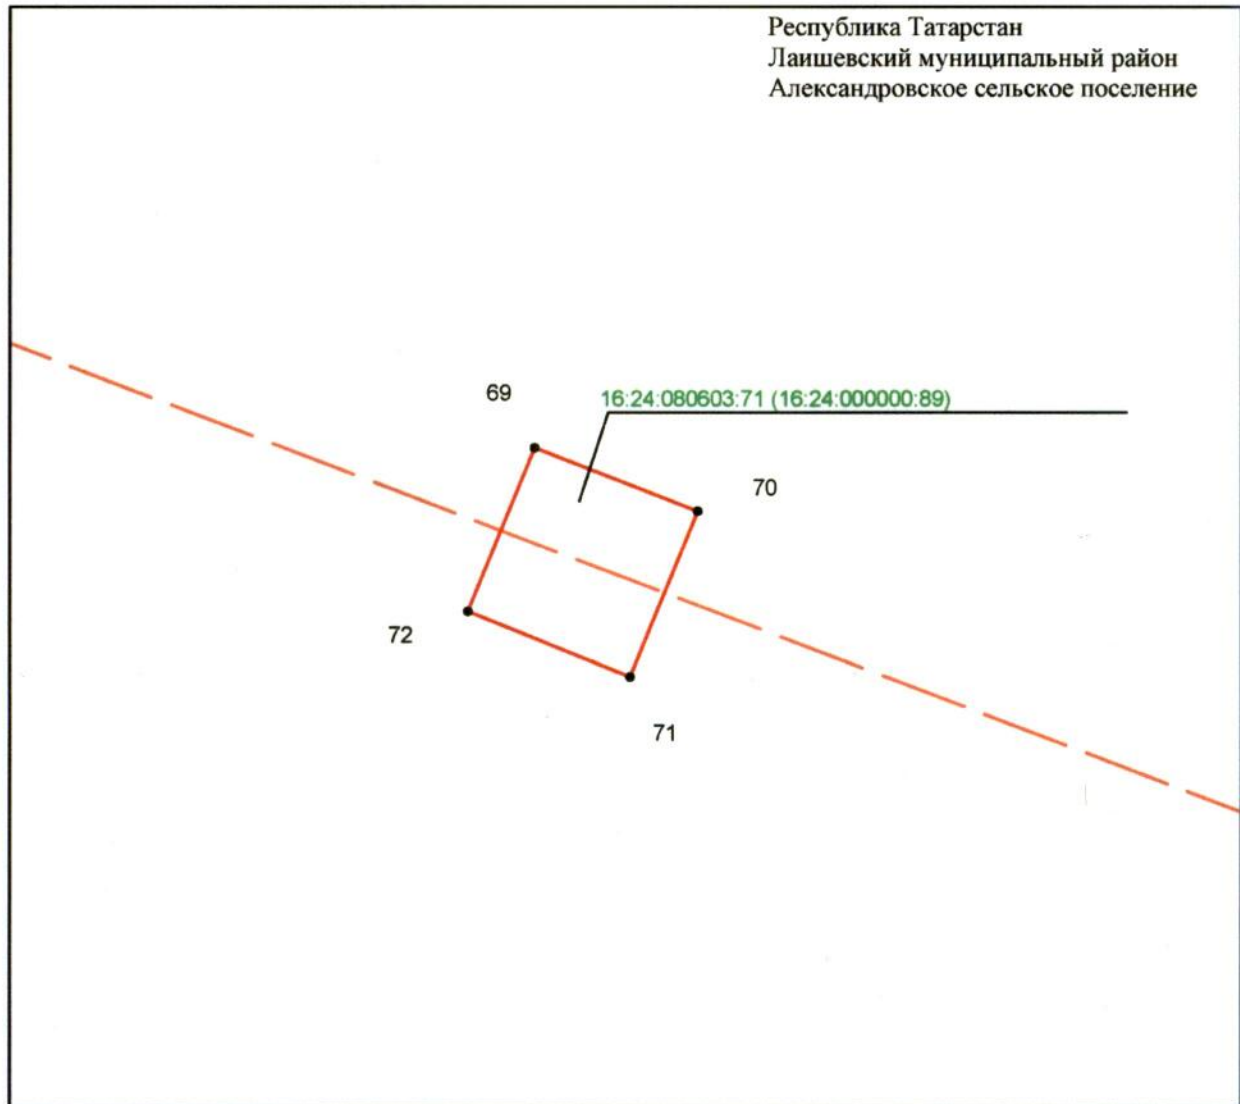 Республика Татарстан
Лаишевский муниципальный район
Александровское сельское поселение
69
16:24:080603:71 (16:24:000000:89)
70
72
71